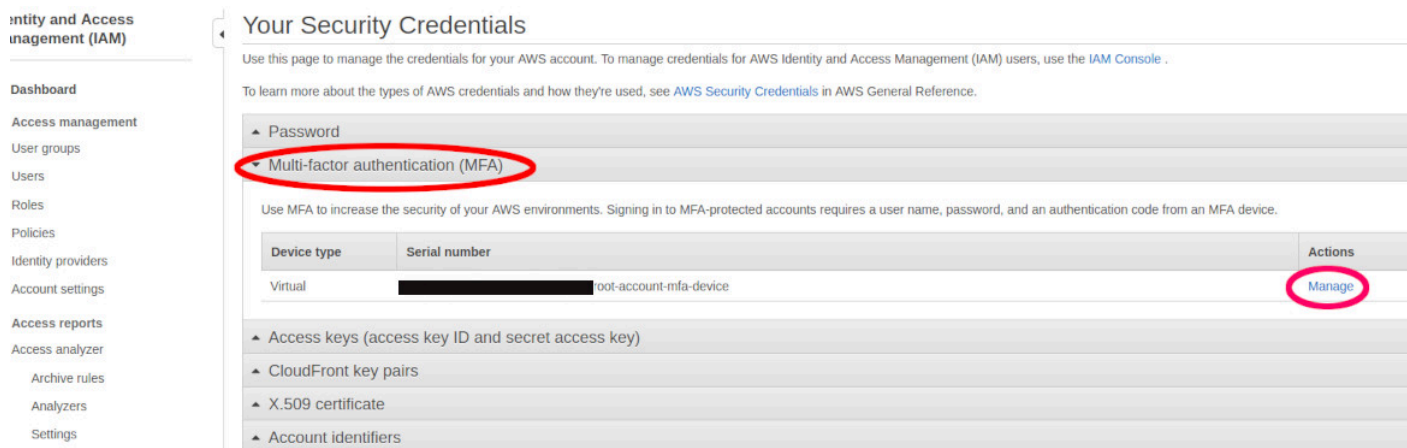 entity and Access
anagement (IAM)
Dashboard
Access management
User groups
Users
Roles
Policies
Identity providers
Account settings
Access reports
Access analyzer
Archive rules
Analyzers
Settings
Your Security Credentials
Use this page to manage the credentials for your AWS account. To manage credentials for AWS Identity and Access Management (IAM) users, use the IAM Console .
To learn more about the types of AWS credentials and how they're used, see AWS Security Credentials in AWS General Reference.
Password
Multi-factor authentication (MFA)
Use MFA to increase the security of your AWS environments. Signing in to MFA-protected accounts requires a user name, password, and an authentication code from an MFA device.
Device type Serial number Actions
Virtual root-account-mfa-device Manage
Access keys (access key ID and secret access key)
CloudFront key pairs
X.509 certificate
Account identifiers